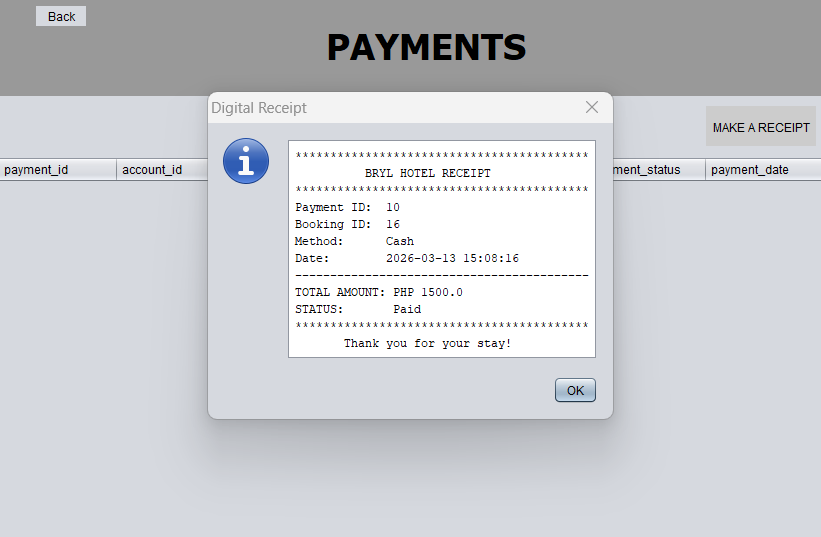 Back
PAYMENTS
Digital Receipt
MAKE A RECEIPT
payment_id account_id ment_status payment_date
******************************************
BRYL HOTEL RECEIPT
******************************************
Payment ID: 10
Booking ID: 16
Method: Cash
Date: 2026-03-13 15:08:16
------------------------------------------
TOTAL AMOUNT: PHP 1500.0
STATUS: Paid
******************************************
Thank you for your stay!
OK